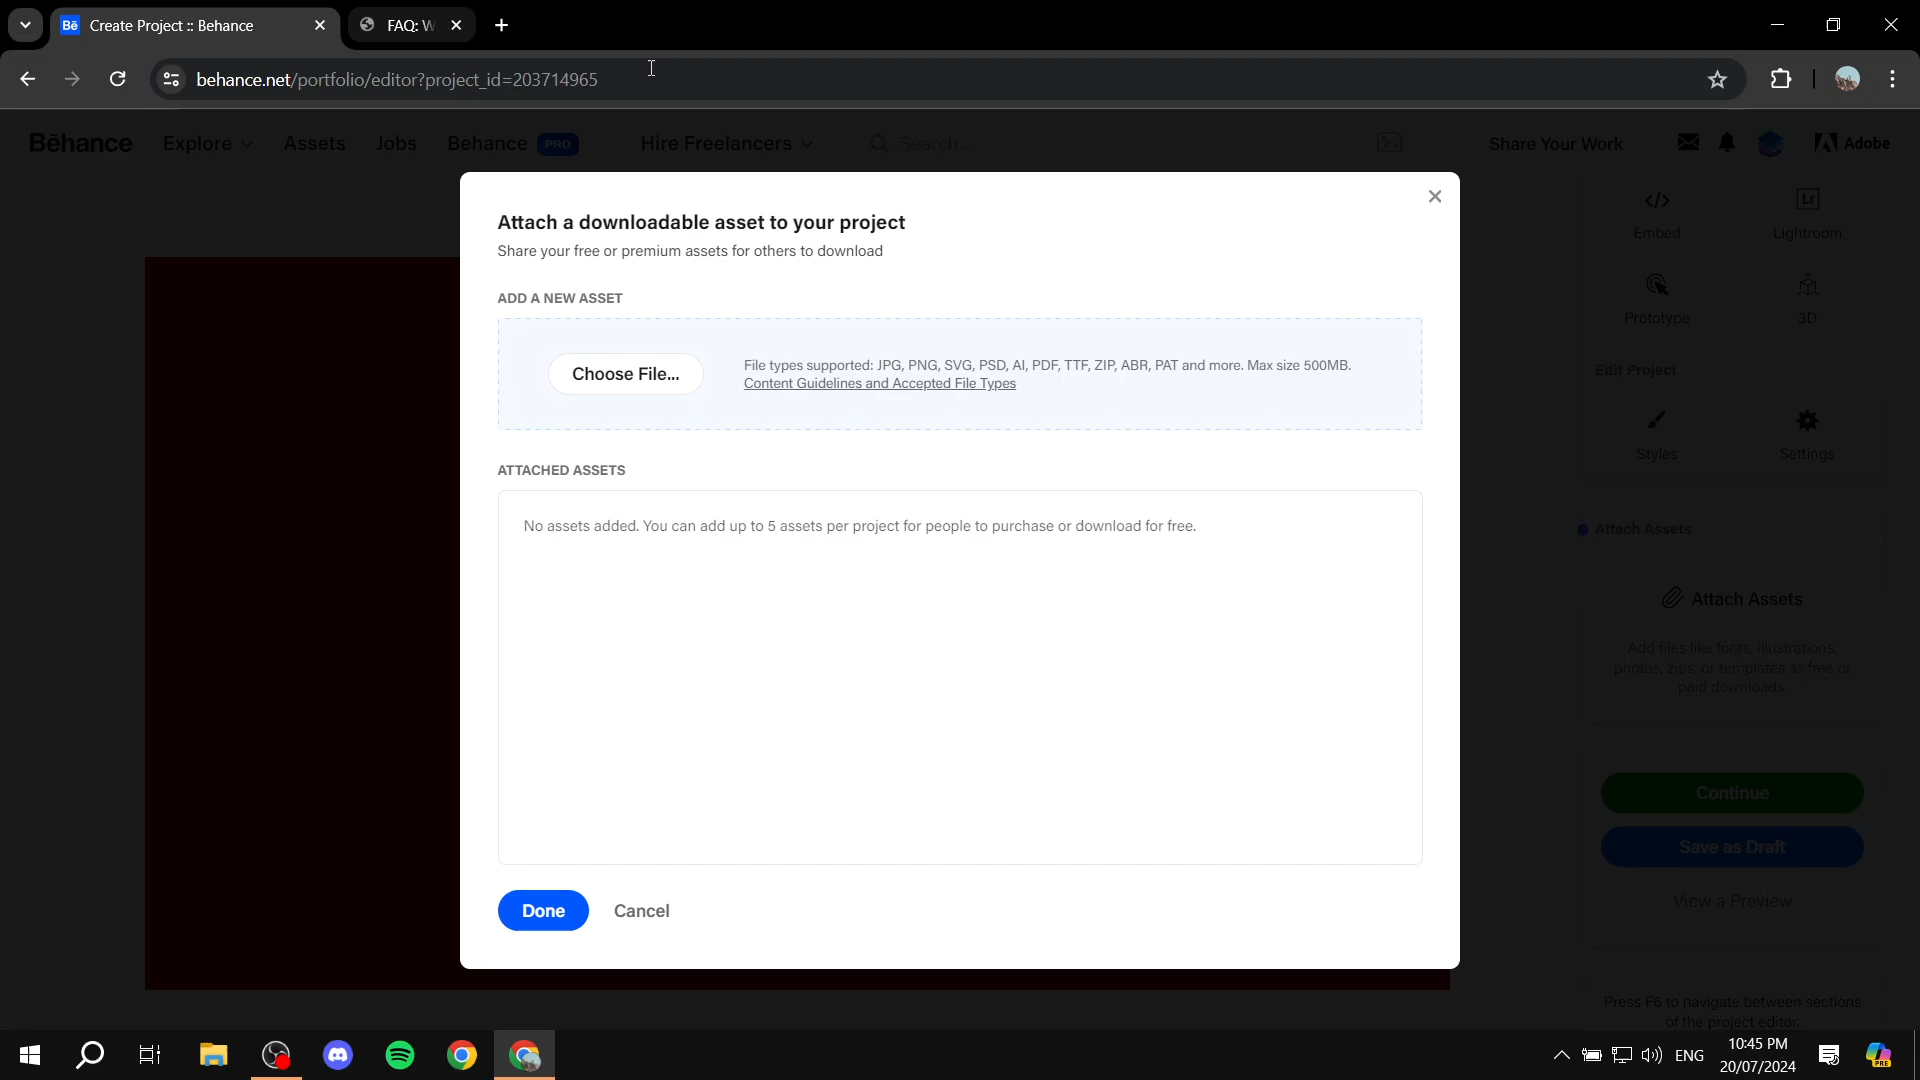 Bē Create Project :: Behance
FAQ: W
behance.net/portfolio/editor?project_id=203714965
Bēhance Explore Assets Jobs Behance PRO Hire Freelancers Search... Share Your Work Adobe
Attach a downloadable asset to your project
Share your free or premium assets for others to download
ADD A NEW ASSET
Choose File...
File types supported: JPG, PNG, SVG, PSD, AI, PDF, TTF, ZIP, ABR, PAT and more. Max size 500MB.
Content Guidelines and Accepted File Types
ATTACHED ASSETS
No assets added. You can add up to 5 assets per project for people to purchase or download for free.
Done Cancel
</> Lr
Embed Lightroom
Prototype 3D
Edit Project
Styles Settings
Attach Assets
Attach Assets
Add files like fonts, illustrations,
photos, zips, or templates as free or
paid downloads.
Continue
Save as Draft
View a Preview
Press F6 to navigate between sections
of the project editor.
ENG
10:45 PM
20/07/2024
PRE